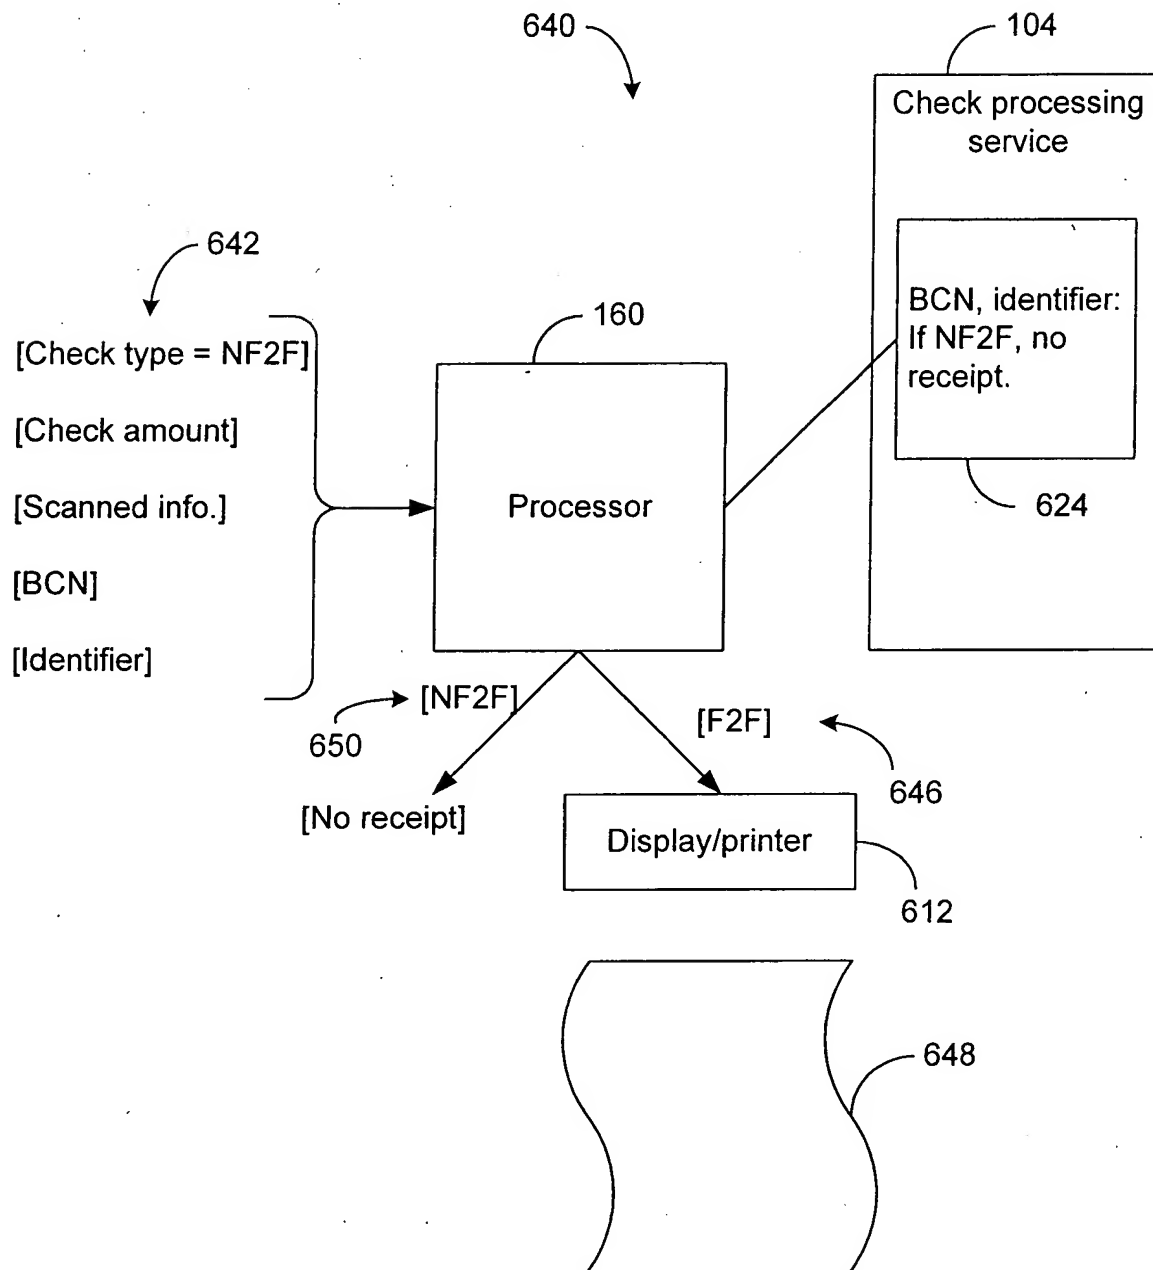 640
104
Check processing
service
642
BCN, identifier:
If NF2F, no
receipt.
624
160
[Check type = NF2F]
[Check amount]
[Scanned info.]
[BCN]
[Identifier]
Processor
[NF2F]
650
[No receipt]
[F2F]
646
Display/printer
612
648